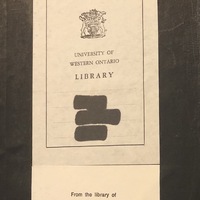 UNIVERSITY OF
WESTERN ONTARIO
LIBRARY
From the library of